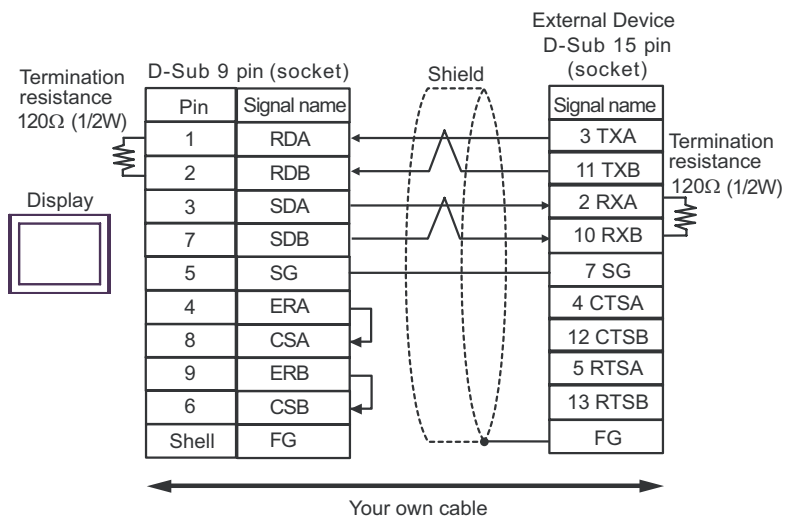 External Device
D-Sub 15 pin
(socket)
D-Sub 9 pin (socket)
Shield
Termination
resistance
120Ω (1/2W)
Pin Signal name
Signal name
1 RDA
3 TXA
2 RDB
11 TXB
Termination
resistance
120Ω (1/2W)
Display
3 SDA
2 RXA
7 SDB
10 RXB
5 SG
7 SG
4 ERA
4 CTSA
8 CSA
12 CTSB
9 ERB
5 RTSA
6 CSB
13 RTSB
Shell FG
FG
Your own cable